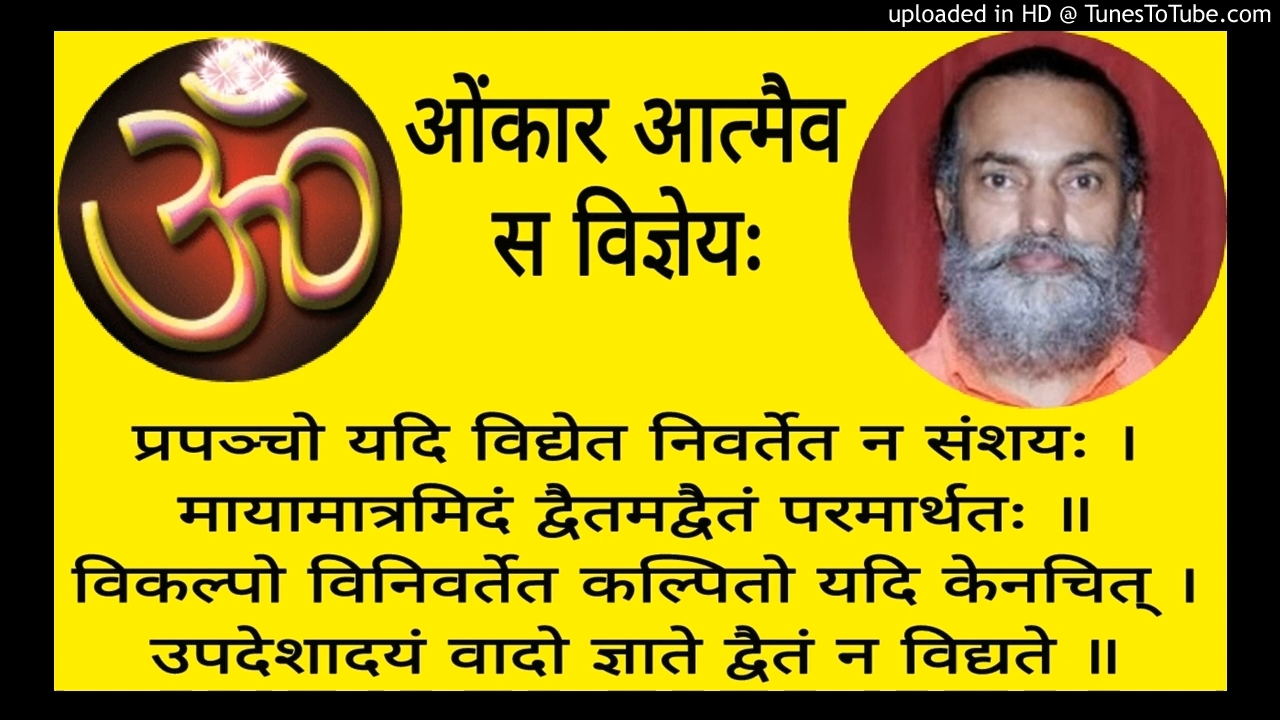 uploaded in HD @ TunesToTube.com
ओंकार आत्मैव
स विज्ञेयः
प्रपञ्चो यदि विद्येत निवर्तेत न संशयः ।
मायामात्रमिदं द्वैतमद्वैतं परमार्थतः ॥
विकल्पो विनिवर्तेत कल्पितो यदि केनचित् ।
उपदेशादयं वादो ज्ञाते द्वैतं न विद्यते ॥
ॐ